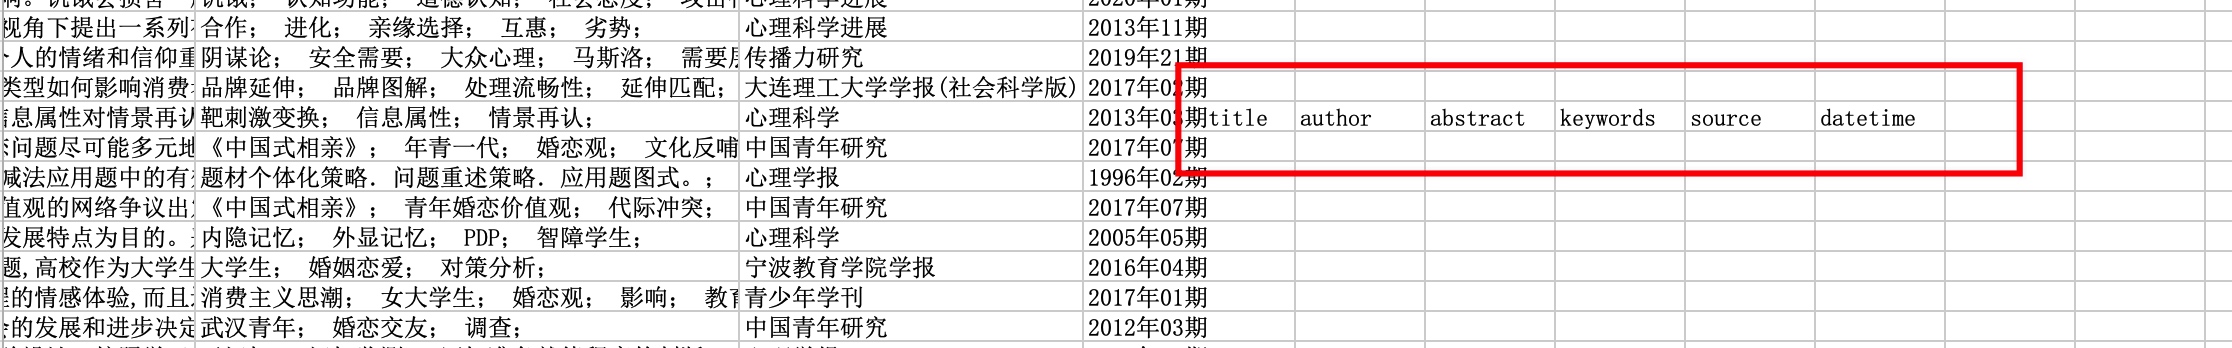 2020年01期
视角下提出一系列 合作； 进化； 亲缘选择； 互惠； 劣势； 心理科学进展 2013年11期
人的情绪和信仰重 阴谋论； 安全需要； 大众心理； 马斯洛； 需要层 传播力研究 2019年21期
类型如何影响消费 品牌延伸； 品牌图解； 处理流畅性； 延伸匹配； 大连理工大学学报(社会科学版) 2017年02期
息属性对情景再认 靶刺激变换； 信息属性； 情景再认； 心理科学 2013年03期 title author abstract keywords source datetime
问题尽可能多元地 《中国式相亲》； 年青一代； 婚恋观； 文化反哺 中国青年研究 2017年07期
减法应用题中的有 题材个体化策略．问题重述策略．应用题图式。； 心理学报 1996年02期
值观的网络争议出 《中国式相亲》； 青年婚恋价值观； 代际冲突； 中国青年研究 2017年07期
发展特点为目的。 内隐记忆； 外显记忆； PDP； 智障学生； 心理科学 2005年05期
题,高校作为大学生 大学生； 婚姻恋爱； 对策分析； 宁波教育学院学报 2016年04期
的情感体验,而且 消费主义思潮； 女大学生； 婚恋观； 影响； 教育 青少年学刊 2017年01期
的发展和进步决定 武汉青年； 婚恋交友； 调查； 中国青年研究 2012年03期